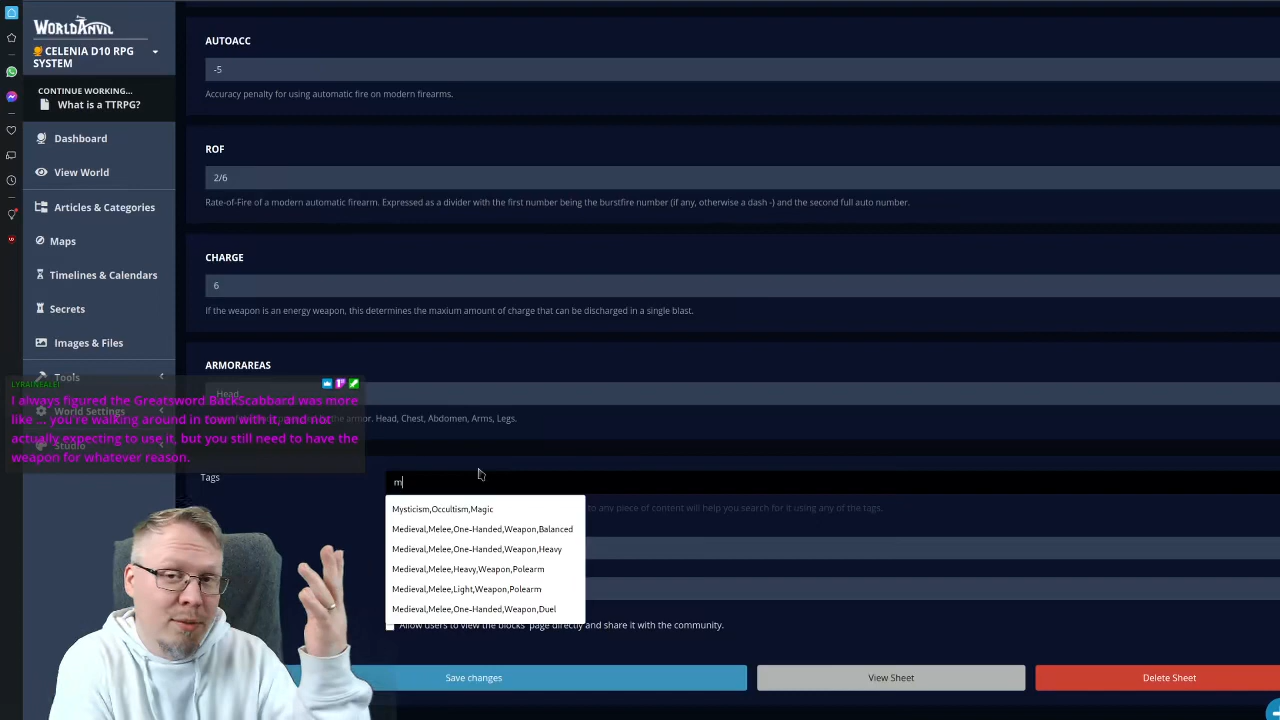 WORLDANVIL
CELENIA D10 RPG
SYSTEM
CONTINUE WORKING...
What is a TTRPG?
Dashboard
View World
Articles & Categories
Maps
Timelines & Calendars
Secrets
Images & Files
Tools
World Settings
Studio
LYRAINEALEI
I always figured the Greatsword BackScabbard was more
like ... you're walking around in town with it, and not
actually expecting to use it, but you still need to have the
weapon for whatever reason.
AUTOACC
-5
Accuracy penalty for using automatic fire on modern firearms.
ROF
2/6
Rate-of-Fire of a modern automatic firearm. Expressed as a divider with the first number being the burstfire number (if any, otherwise a dash -) and the second full auto number.
CHARGE
6
If the weapon is an energy weapon, this determines the maxium amount of charge that can be discharged in a single blast.
ARMORAREAS
Head
the armor. Head, Chest, Abdomen, Arms, Legs.
Tags
m
to any piece of content will help you search for it using any of the tags.
Mysticism,Occultism,Magic
Medieval,Melee,One-Handed,Weapon,Balanced
Medieval,Melee,One-Handed,Weapon,Heavy
Medieval,Melee,Heavy,Weapon,Polearm
Medieval,Melee,Light,Weapon,Polearm
Medieval,Melee,One-Handed,Weapon,Duel
Allow users to view the blocks' page directly and share it with the community.
Save changes
View Sheet
Delete Sheet